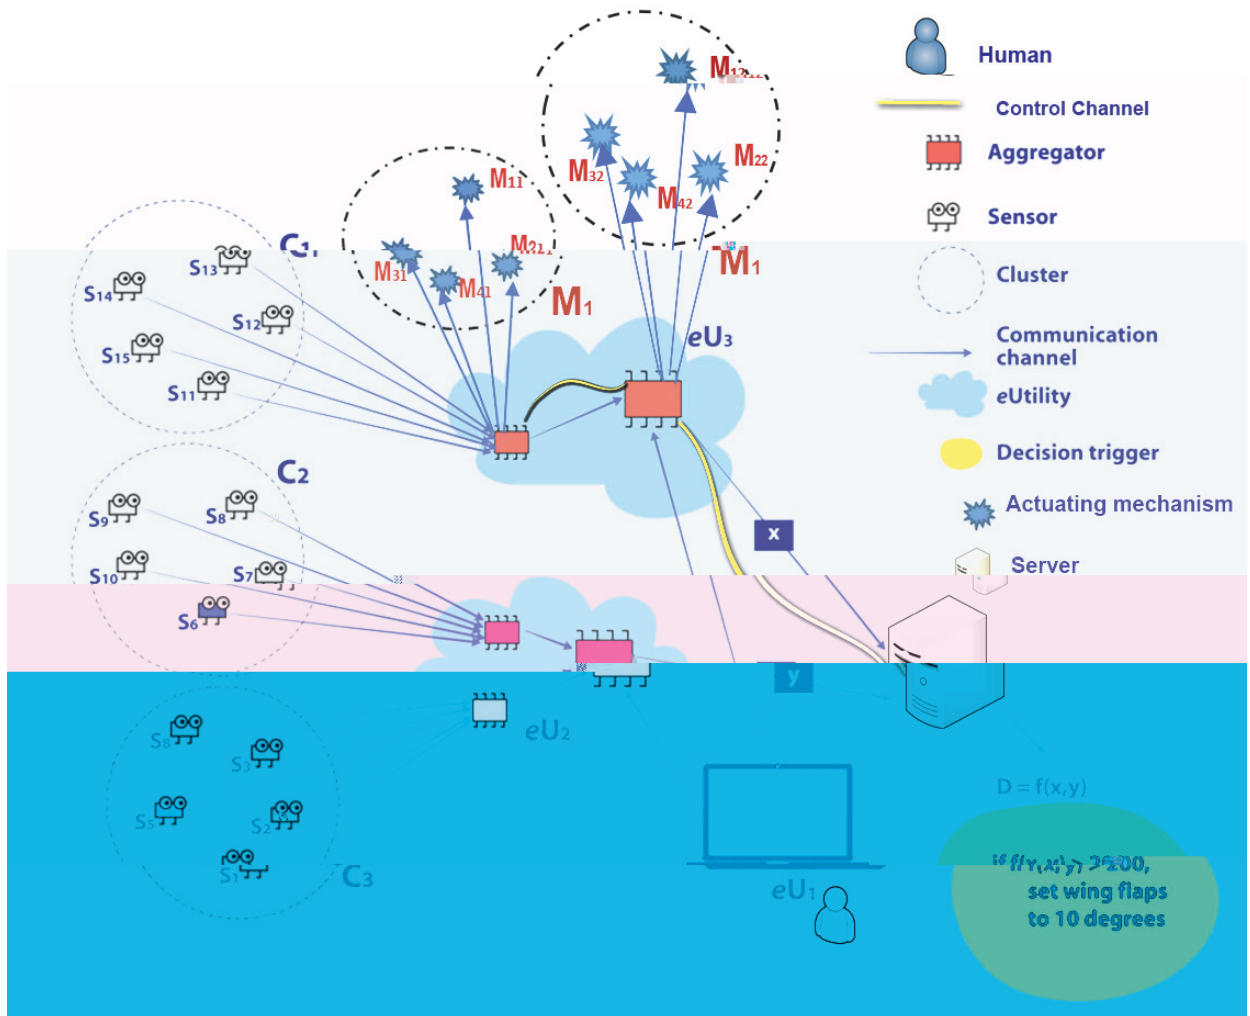 Human
Control Channel
Aggregator
Sensor
Cluster
Communication
channel
eUtility
Decision trigger
Actuating mechanism
Server
M32
M42
M22
M1
M11
M31
M41
M1
C1
S13
S14
S12
S15
S11
eU3
C2
S9
S8
S10
S7
S6
x
y
eU2
S8
S3
S5
S2
S1
C3
eU1
D = f(x,y)
set wing flaps
to 10 degrees